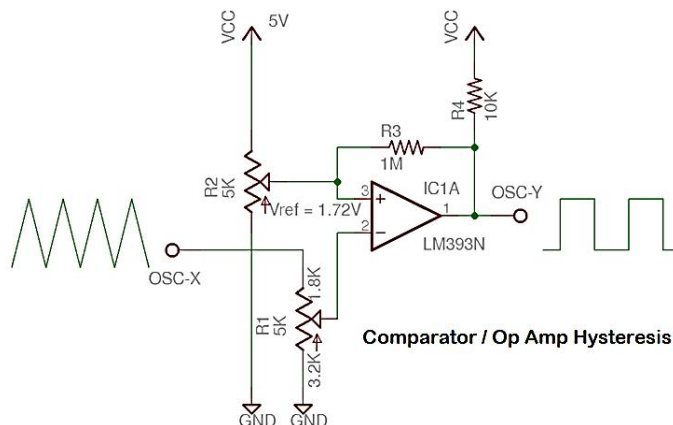 VCC
5V
VCC
R4
10K
R3
1M
R2
5K
Vref = 1.72V
3
+
2
−
1
IC1A
LM393N
OSC-Y
OSC-X
R1
5K
1.8K
3.2K
Comparator / Op Amp Hysteresis
GND
GND